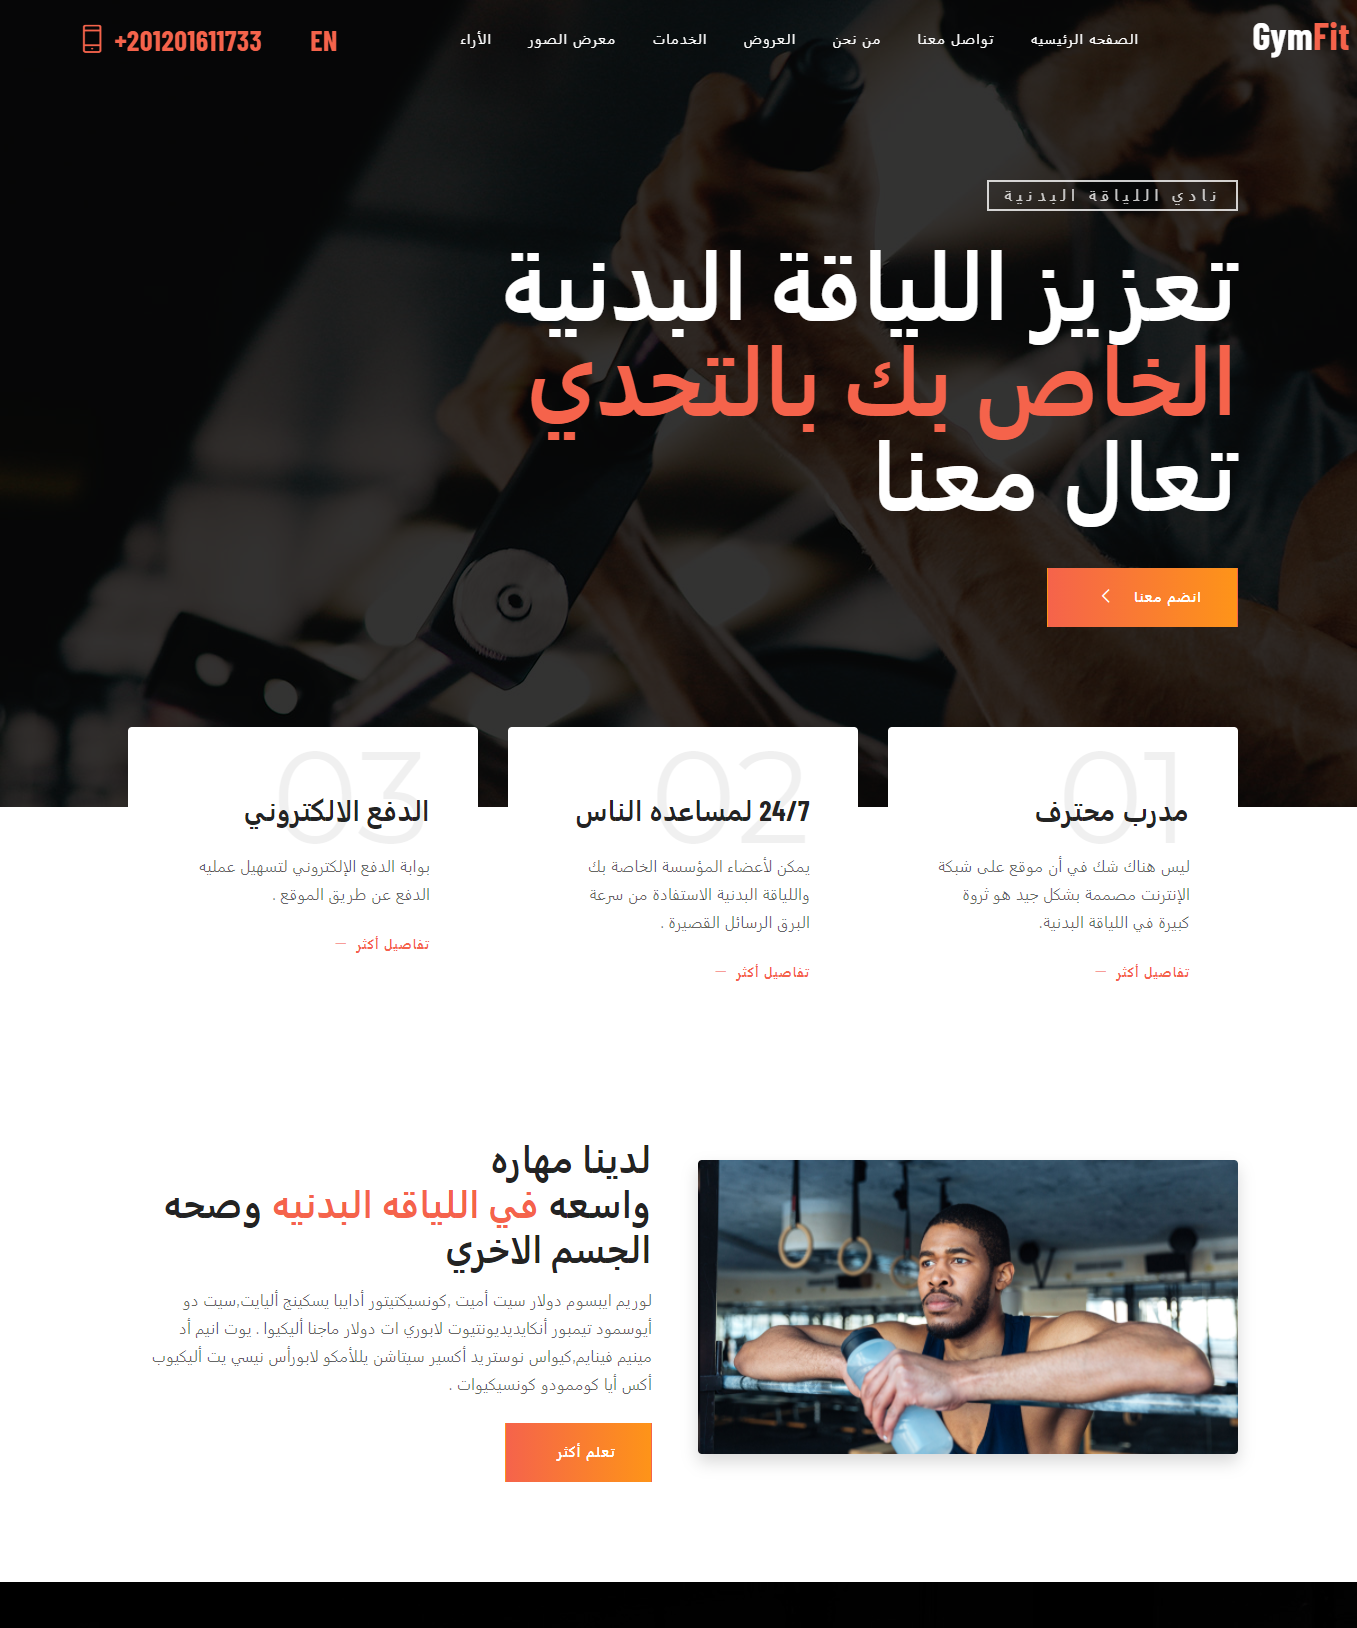 GymFit
الصفحه الرئيسيه
تواصل معنا
من نحن
العروض
الخدمات
معرض الصور
الأراء
EN
+201201611733
نادي اللياقة البدنية
تعزيز اللياقة البدنية
الخاص بك بالتحدي
تعال معنا
انضم معنا
01
مدرب محترف
ليس هناك شك في أن موقع على شبكة
الإنترنت مصممة بشكل جيد هو ثروة
كبيرة في اللياقة البدنية.
تفاصيل أكثر
02
24/7 لمساعده الناس
يمكن لأعضاء المؤسسة الخاصة بك
واللياقة البدنية الاستفادة من سرعة
البرق الرسائل القصيرة .
تفاصيل أكثر
03
الدفع الالكتروني
بوابة الدفع الإلكتروني لتسهيل عمليه
الدفع عن طريق الموقع .
تفاصيل أكثر
لدينا مهاره
واسعه في اللياقه البدنيه وصحه
الجسم الاخري
لوريم ايبسوم دولار سيت أميت ,كونسيكتيتور أدايبا يسكينج أليايت,سيت دو
أيوسمود تيمبور أنكايديديونتيوت لابوري ات دولار ماجنا أليكيوا . يوت انيم أد
مينيم فينايم,كيواس نوستريد أكسير سيتاشن يللأمكو لابورأس نيسي يت أليكيوب
أكس أيا كوممودو كونسيكيوات .
تعلم أكثر